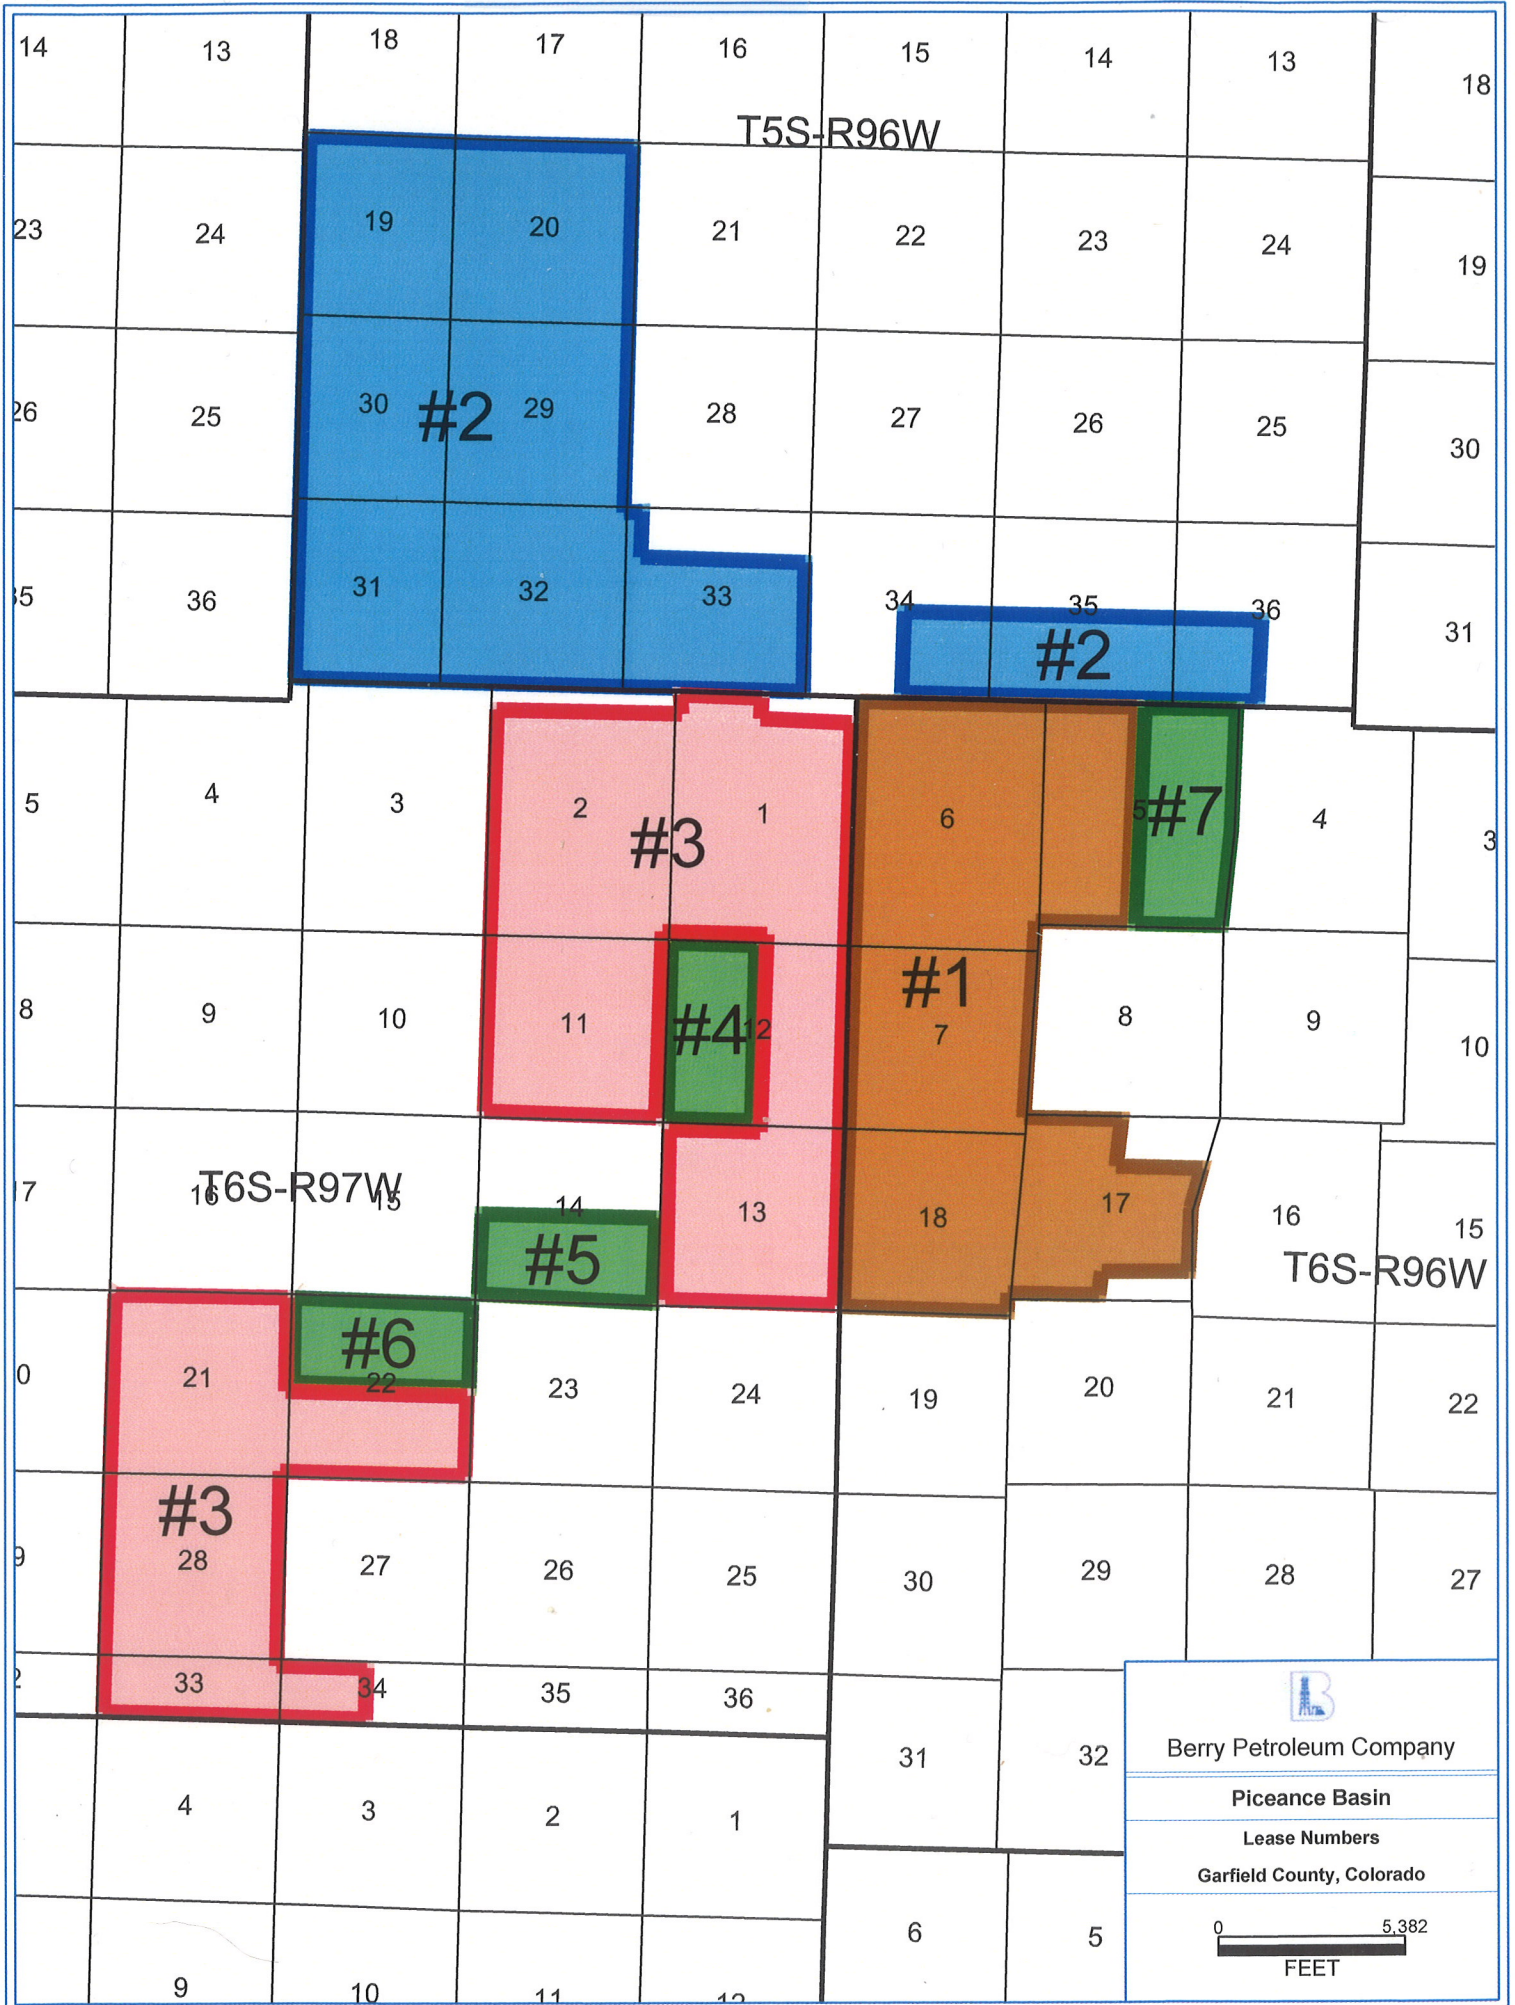 14 13 18 17 16 15 14 13 18
T5S-R96W
23 24 19 20 21 22 23 24 19
26 25 30 #2 29 28 27 26 25 30
35 36 31 32 33 34 35 36 31
#2
5 4 3 2 #3 1 6 5 #7 4 3
8 9 10 11 #4 12 #1 7 8 9 10
T6S-R97W
17 16 15 14 13 18 17 16 15
#5
T6S-R96W
#6
0 21 22 23 24 19 20 21 22
#3
9 28 27 26 25 30 29 28 27
2 33 34 35 36 31 32
4 3 2 1
6 5
9 10 11 12
B
Berry Petroleum Company
Piceance Basin
Lease Numbers
Garfield County, Colorado
0 5,382
FEET